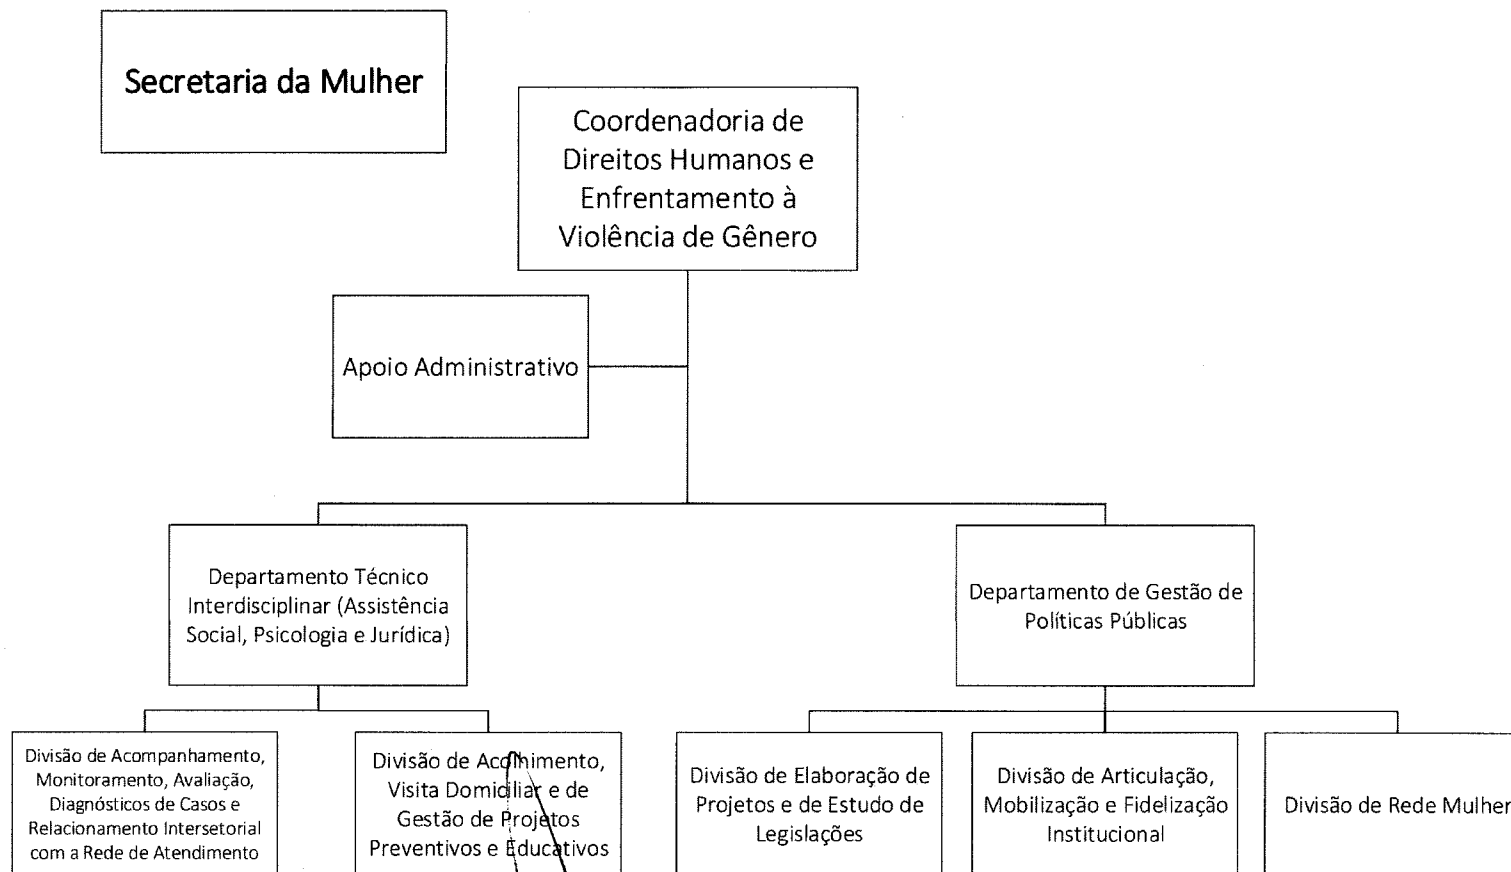 Secretaria da Mulher
Coordenadoria de
Direitos Humanos e
Enfrentamento à
Violência de Gênero
Apoio Administrativo
Departamento Técnico
Interdisciplinar (Assistência
Social, Psicologia e Jurídica)
Departamento de Gestão de
Políticas Públicas
Divisão de Acompanhamento,
Monitoramento, Avaliação,
Diagnósticos de Casos e
Relacionamento Intersetorial
com a Rede de Atendimento
Divisão de Acolhimento,
Visita Domiciliar e de
Gestão de Projetos
Preventivos e Educativos
Divisão de Elaboração de
Projetos e de Estudo de
Legislações
Divisão de Articulação,
Mobilização e Fidelização
Institucional
Divisão de Rede Mulher